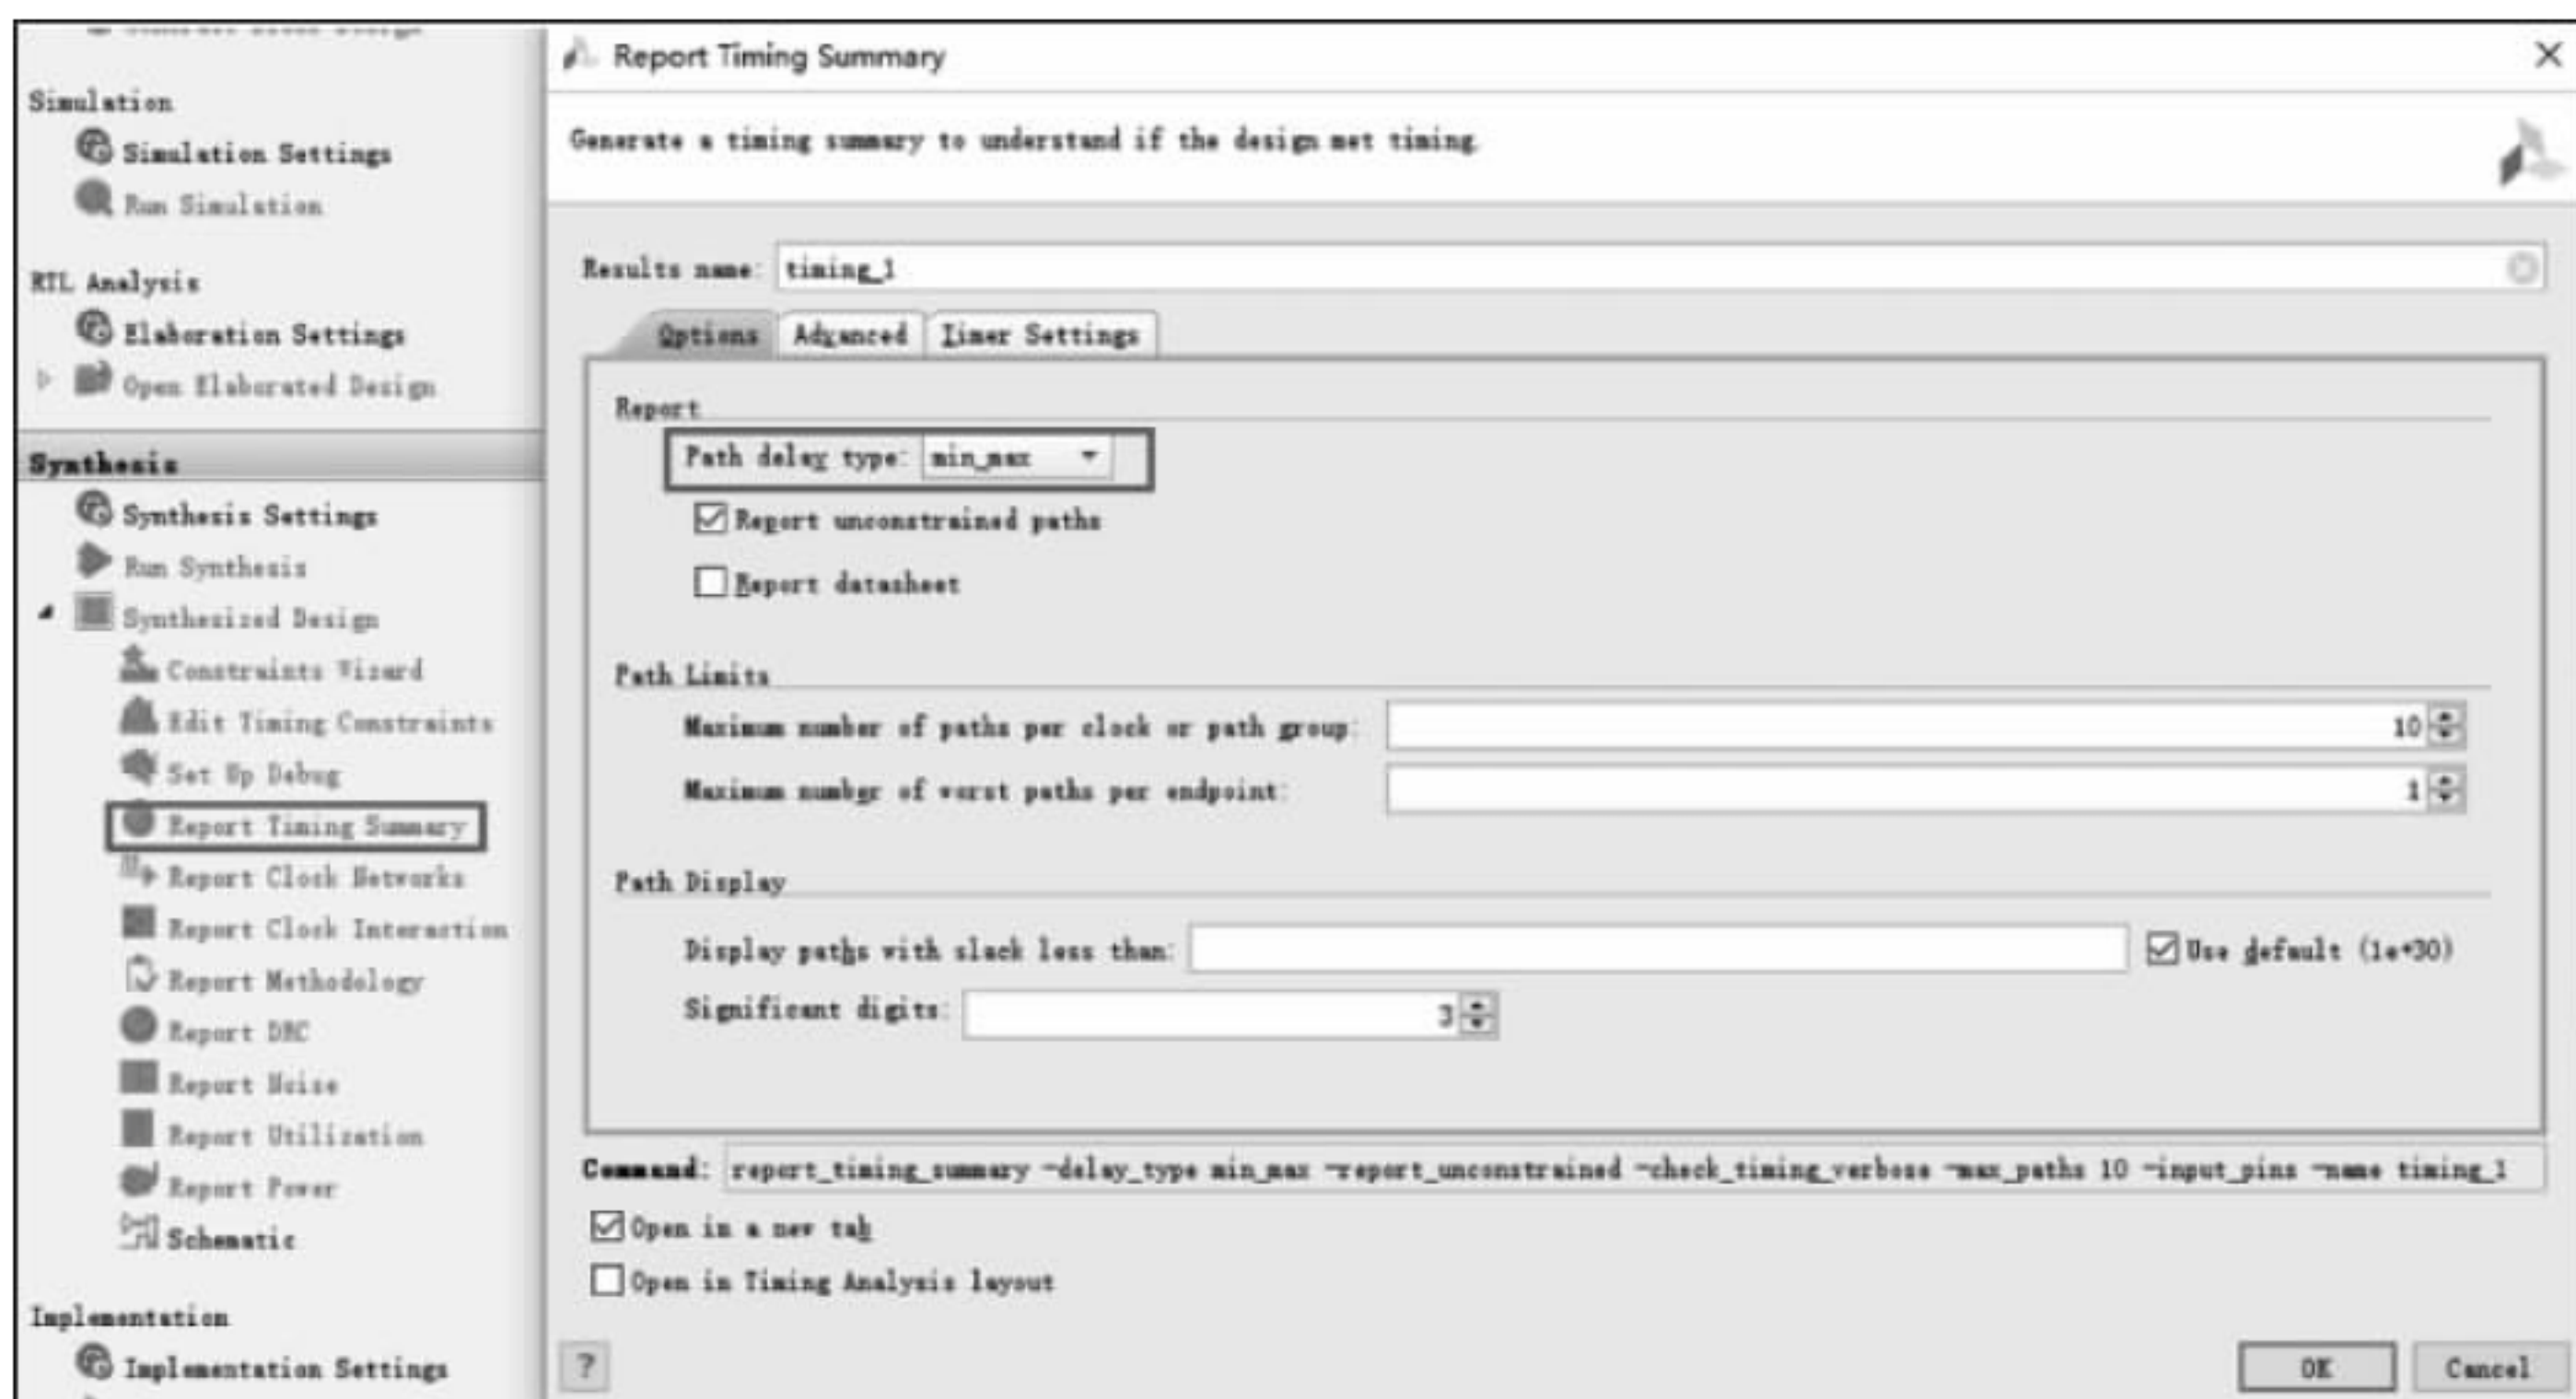 Simulation
Simulation Settings
Run Simulation
RTL Analysis
Elaboration Settings
Open Elaborated Design
Synthesis
Synthesis Settings
Run Synthesis
Synthesized Design
Constraints Wizard
Edit Timing Constraints
Set Up Debug
Report Timing Summary
Report Clock Networks
Report Clock Interaction
Report Methodology
Report DRC
Report Noise
Report Utilization
Report Power
Schematic
Implementation
Implementation Settings
Report Timing Summary
Generate a timing summary to understand if the design met timing.
Results name: timing_1
Options Advanced Timer Settings
Report
Path delay type: min_max
Report unconstrained paths
Report datasheet
Path Limits
Maximum number of paths per clock or path group: 10
Maximum number of worst paths per endpoint: 1
Path Display
Display paths with slack less than: Use default (1e+30)
Significant digits: 3
Command: report_timing_summary -delay_type min_max -report_unconstrained -check_timing_verbose -max_paths 10 -input_pins -name timing_1
Open in a new tab
Open in Timing Analysis layout
?
OK Cancel